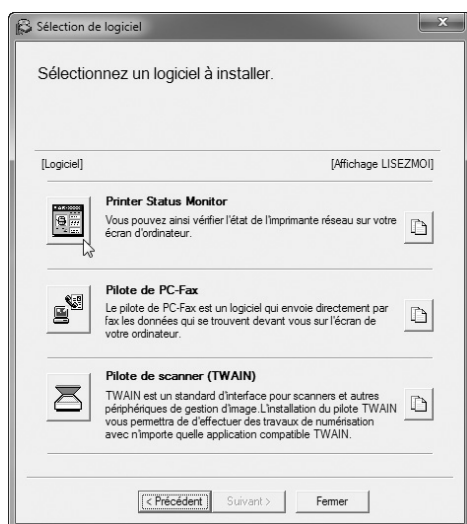 Sélection de logiciel
Sélectionnez un logiciel à installer.
[Logiciel] [Affichage LISEZMOI]
Printer Status Monitor
Vous pouvez ainsi vérifier l'état de l'imprimante réseau sur votre
écran d'ordinateur.
Pilote de PC-Fax
Le pilote de PC-Fax est un logiciel qui envoie directement par
fax les données qui se trouvent devant vous sur l'écran de
votre ordinateur.
Pilote de scanner (TWAIN)
TWAIN est un standard d'interface pour scanners et autres
périphériques de gestion d'image.L'installation du pilote TWAIN
vous permettra de d'effectuer des travaux de numérisation
avec n'importe quelle application compatible TWAIN.
< Précédent Suivant > Fermer